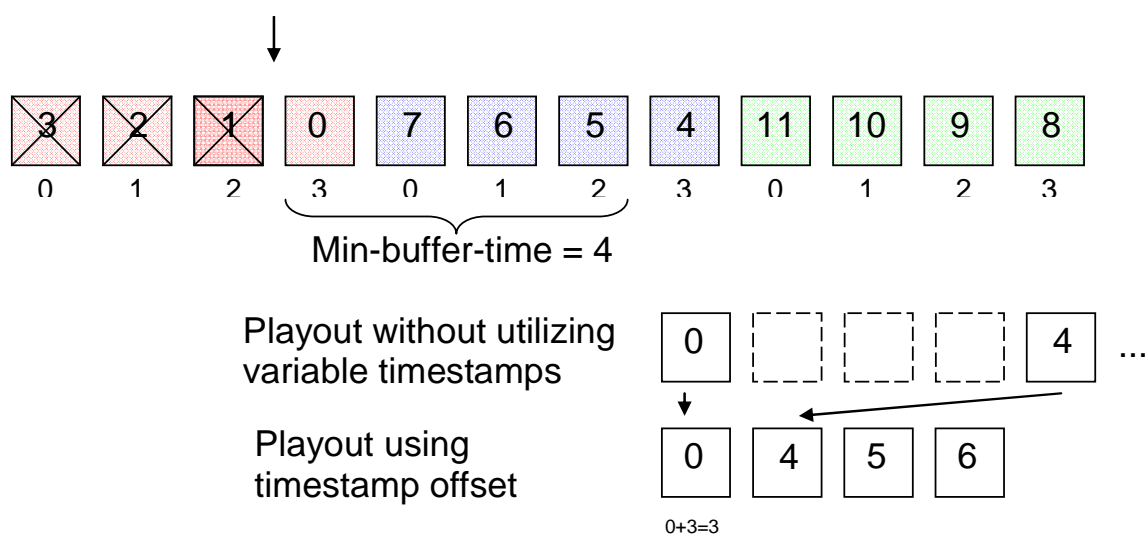 3 2 1 0 7 6 5 4 11 10 9 8
0 1 2 3 0 1 2 3 0 1 2 3
Min-buffer-time = 4
Playout without utilizing
variable timestamps
0 4 ...
Playout using
timestamp offset
0 4 5 6
0+3=3